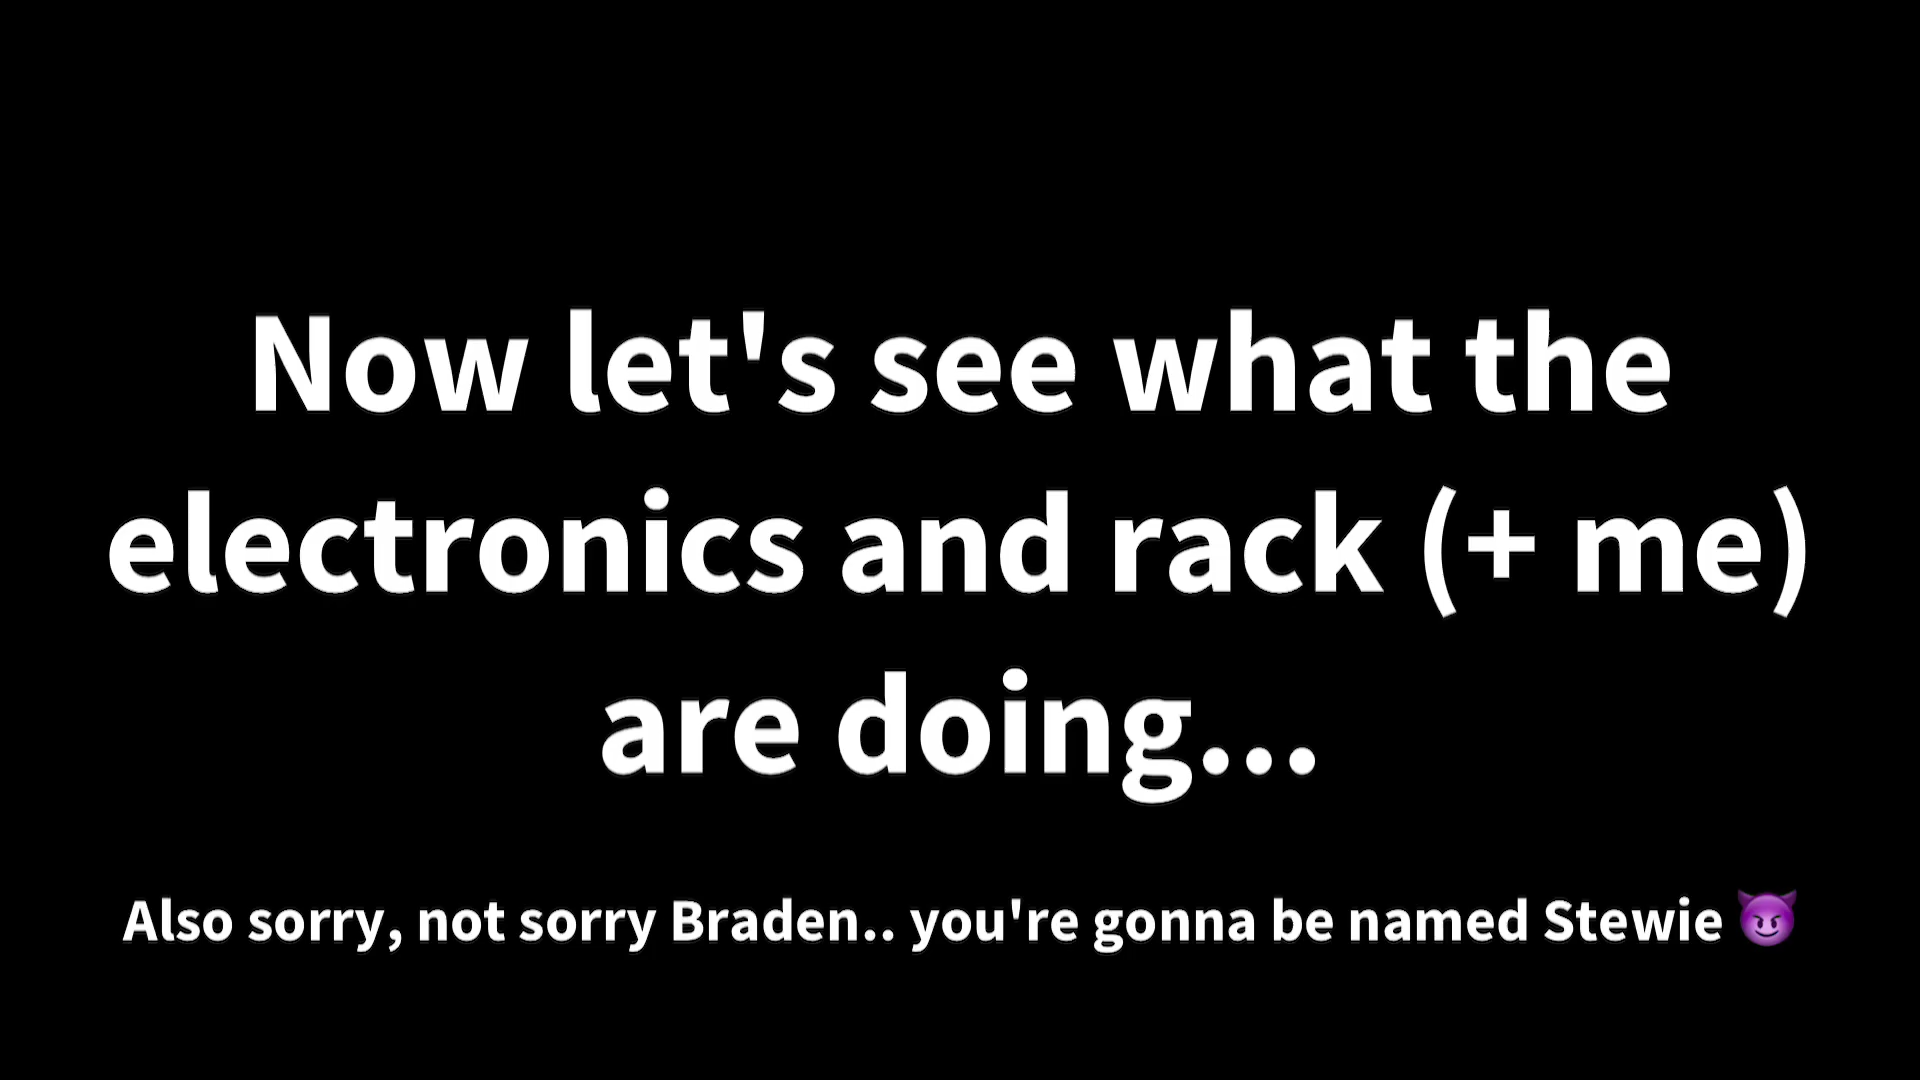 Now let's see what the
electronics and rack (+ me)
are doing...
Also sorry, not sorry Braden.. you're gonna be named Stewie 😈